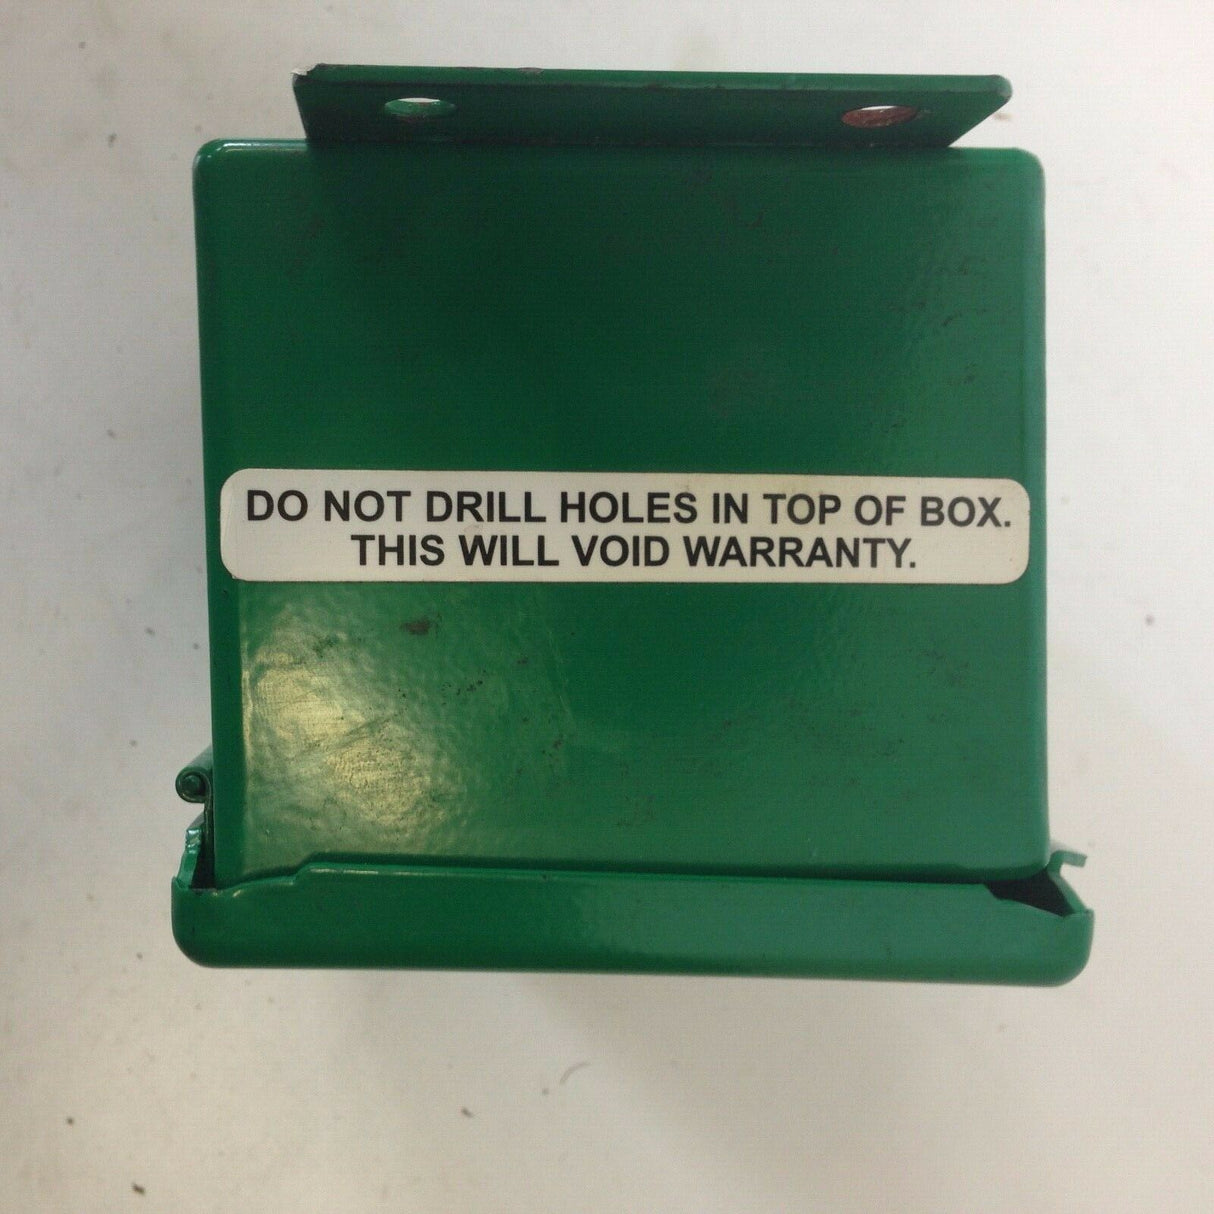 DO NOT DRILL HOLES IN TOP OF BOX.
THIS WILL VOID WARRANTY.